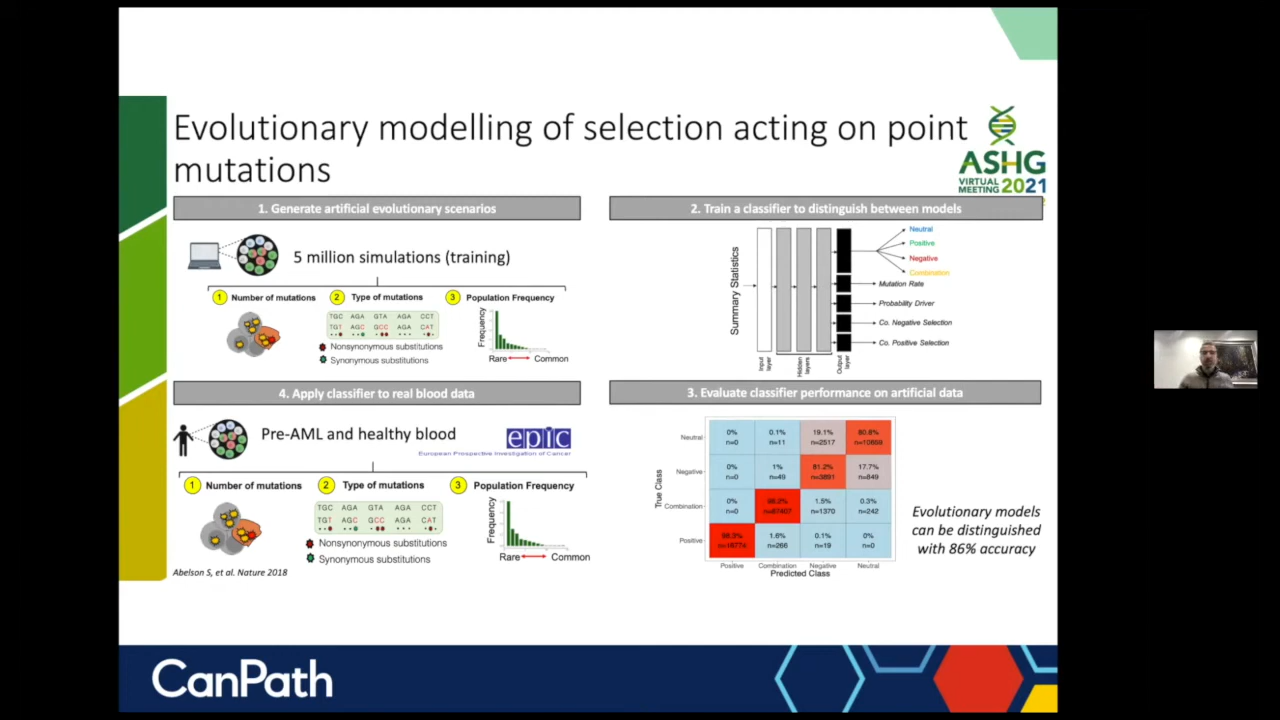 Evolutionary modelling of selection acting on point
mutations
ASHG
VIRTUAL
MEETING 2021
1. Generate artificial evolutionary scenarios
5 million simulations (training)
1 Number of mutations
2 Type of mutations
3 Population Frequency
TGC AGA GTA AGA CCT
TGT AGC GCC AGA CAT
Nonsynonymous substitutions
Synonymous substitutions
Frequency
Rare Common
2. Train a classifier to distinguish between models
Summary Statistics
Input layer
Hidden layers
Output layer
Neutral
Positive
Negative
Combination
Mutation Rate
Probability Driver
Co. Negative Selection
Co. Positive Selection
4. Apply classifier to real blood data
Pre-AML and healthy blood
epic
European Prospective Investigation of Cancer
1 Number of mutations
2 Type of mutations
3 Population Frequency
TGC AGA GTA AGA CCT
TGT AGC GCC AGA CAT
Nonsynonymous substitutions
Synonymous substitutions
Frequency
Rare Common
Abelson S, et al. Nature 2018
3. Evaluate classifier performance on artificial data
True Class
Neutral
0% 0.1% 19.1% 80.8%
n=0 n=11 n=2517
Negative
0% 1% 81.2% 17.7%
n=0 n=49 n=3891 n=849
Combination
0% 1.5% 0.3%
n=0 n=1370 n=242
Positive
1.6% 0.1% 0%
n=266 n=19 n=0
Positive Combination Negative Neutral
Predicted Class
Evolutionary models
can be distinguished
with 86% accuracy
CanPath